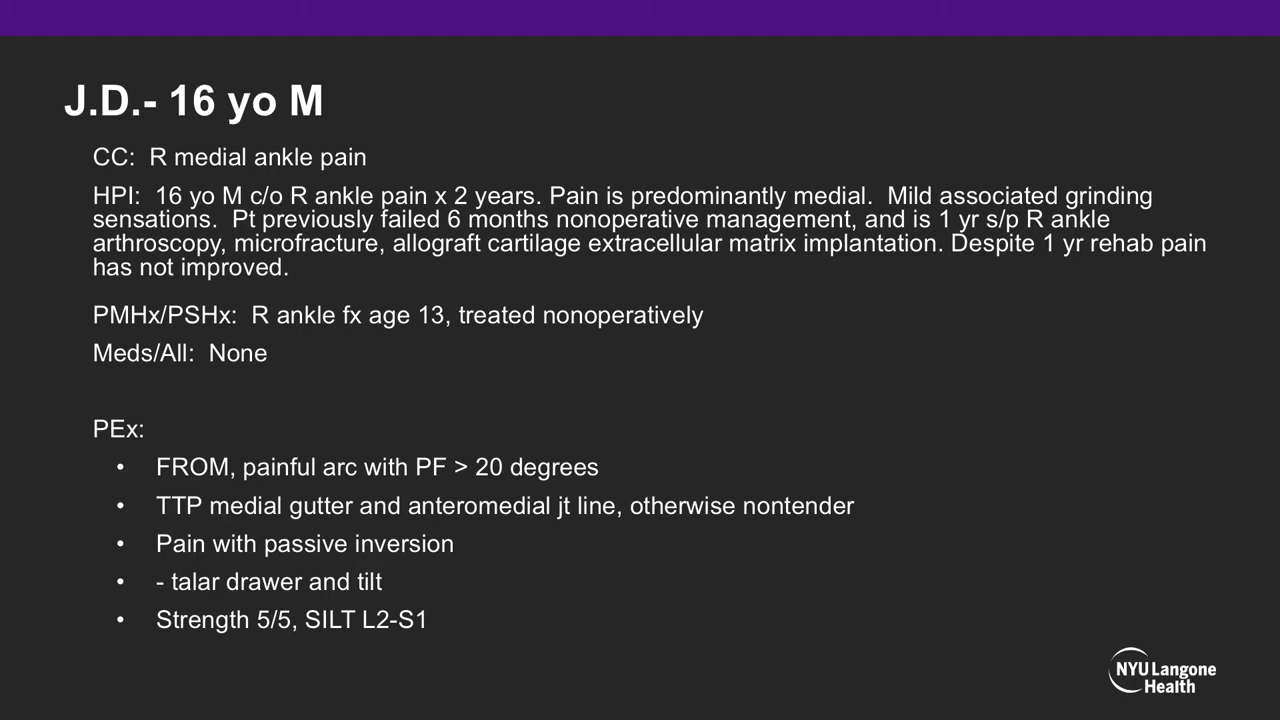 J.D.- 16 yo M
CC:  R medial ankle pain
HPI:  16 yo M c/o R ankle pain x 2 years. Pain is predominantly medial.  Mild associated grinding
sensations.  Pt previously failed 6 months nonoperative management, and is 1 yr s/p R ankle
arthroscopy, microfracture, allograft cartilage extracellular matrix implantation. Despite 1 yr rehab pain
has not improved.
PMHx/PSHx:  R ankle fx age 13, treated nonoperatively
Meds/All:  None
PEx:
• FROM, painful arc with PF > 20 degrees
• TTP medial gutter and anteromedial jt line, otherwise nontender
• Pain with passive inversion
• - talar drawer and tilt
• Strength 5/5, SILT L2-S1
NYU Langone
Health